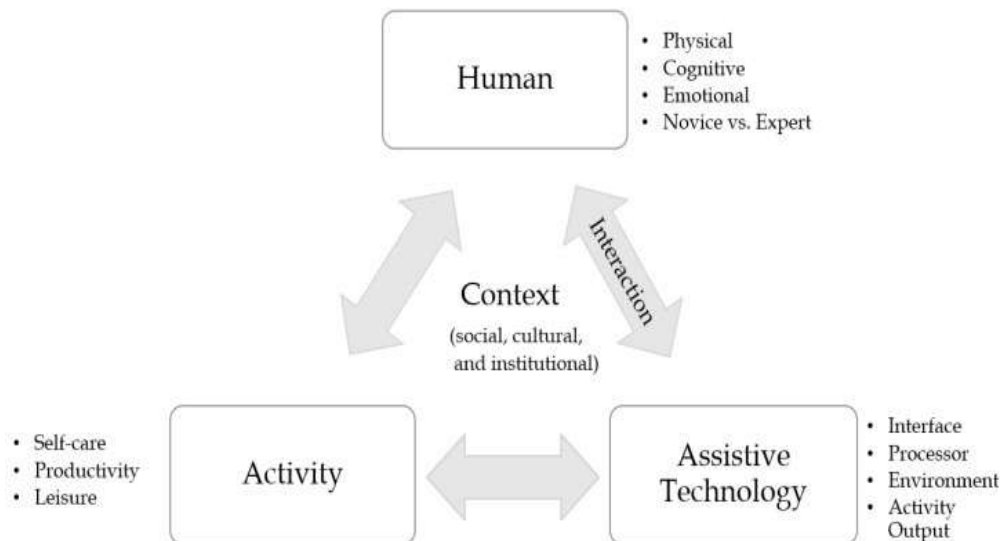 Human
• Physical
• Cognitive
• Emotional
• Novice vs. Expert
Interaction
Context
(social, cultural,
and institutional)
• Self-care
• Productivity
• Leisure
Activity
Assistive
Technology
• Interface
• Processor
• Environment
• Activity
Output